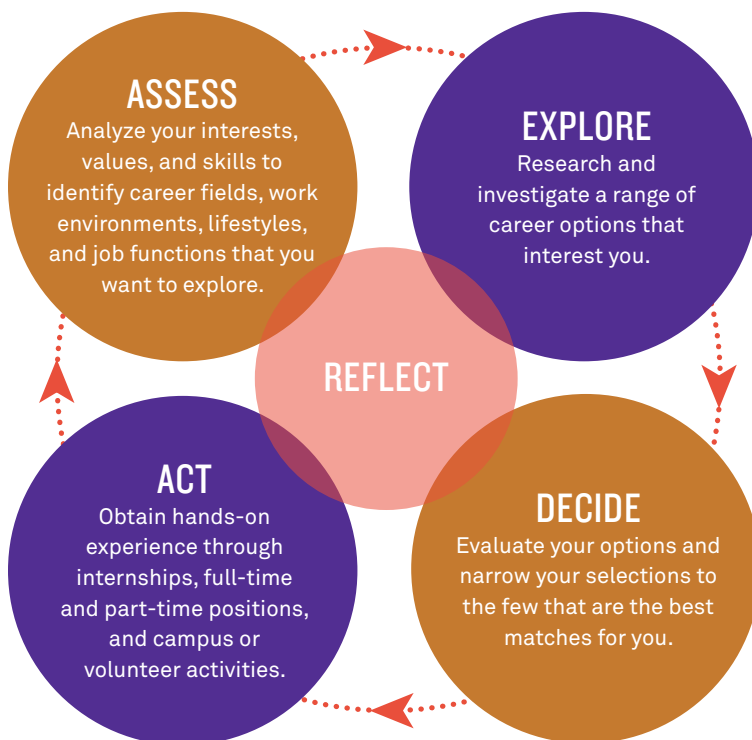 ASSESS
Analyze your interests,
values, and skills to
identify career fields, work
environments, lifestyles,
and job functions that you
want to explore.
EXPLORE
Research and
investigate a range of
career options that
interest you.
REFLECT
ACT
Obtain hands-on
experience through
internships, full-time
and part-time positions,
and campus or
volunteer activities.
DECIDE
Evaluate your options and
narrow your selections to
the few that are the best
matches for you.